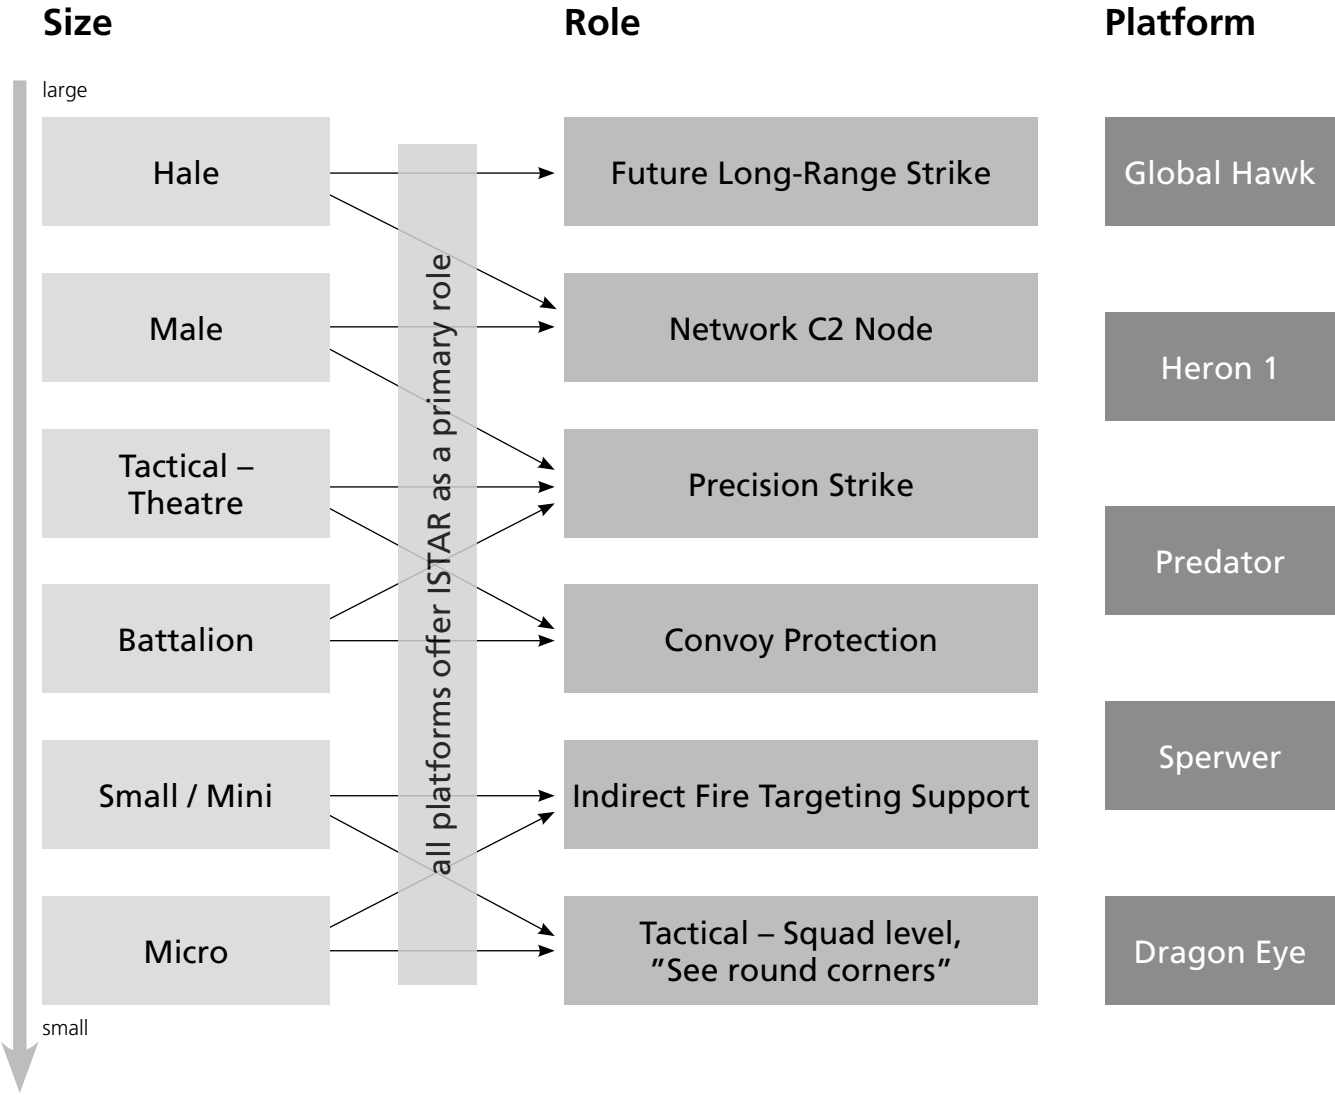 Size
Role
Platform
large
Hale
Future Long-Range Strike
Global Hawk
Male
Network C2 Node
Heron 1
Tactical –
Theatre
Precision Strike
Predator
Battalion
Convoy Protection
Sperwer
Small / Mini
Indirect Fire Targeting Support
Micro
Tactical – Squad level,
”See round corners”
Dragon Eye
small
all platforms offer ISTAR as a primary role